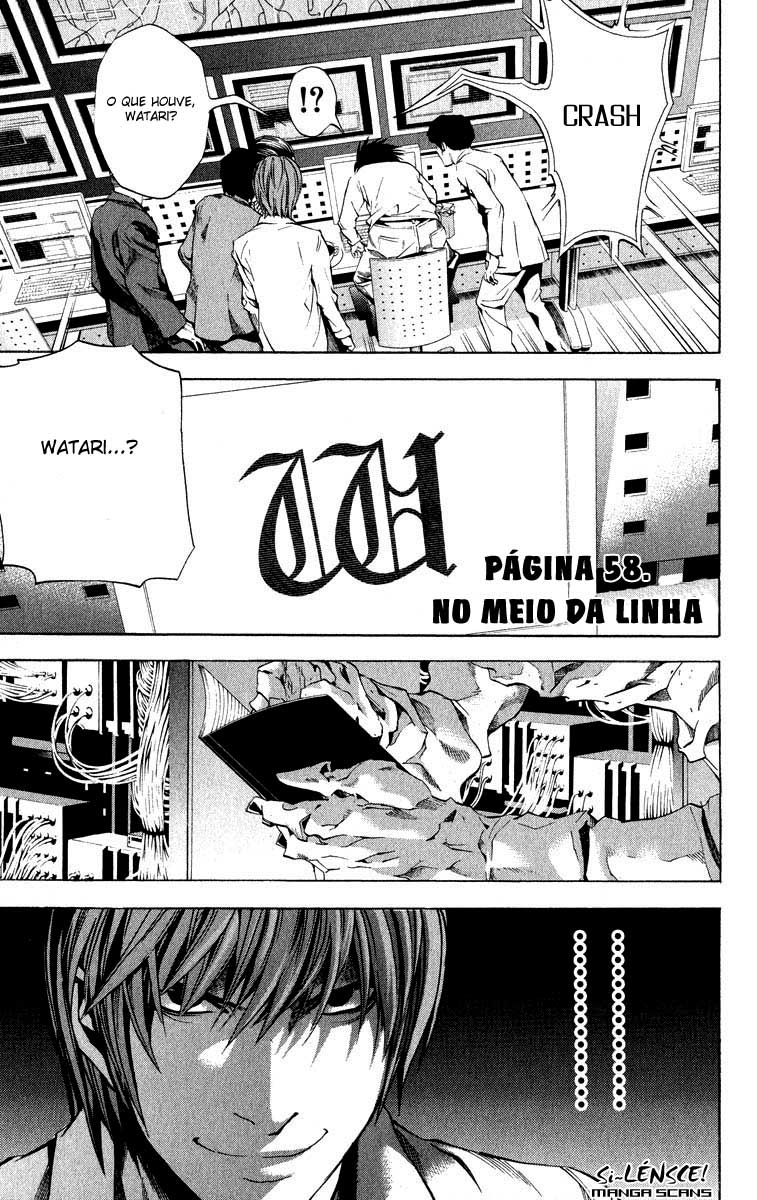 CRASH
!?
O QUE HOUVE,
WATARI?
WATARI...?
W
PÁGINA 58.
NO MEIO DA LINHA
Si-LÉNSCE!
MANGA SCANS